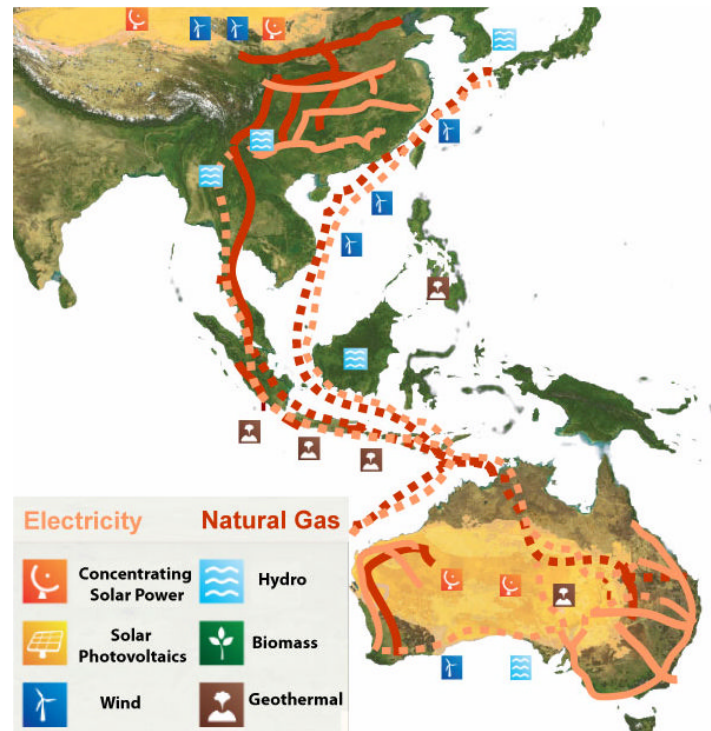 Electricity Natural Gas
Concentrating
Solar Power
Hydro
Solar
Photovoltaics
Biomass
Wind
Geothermal